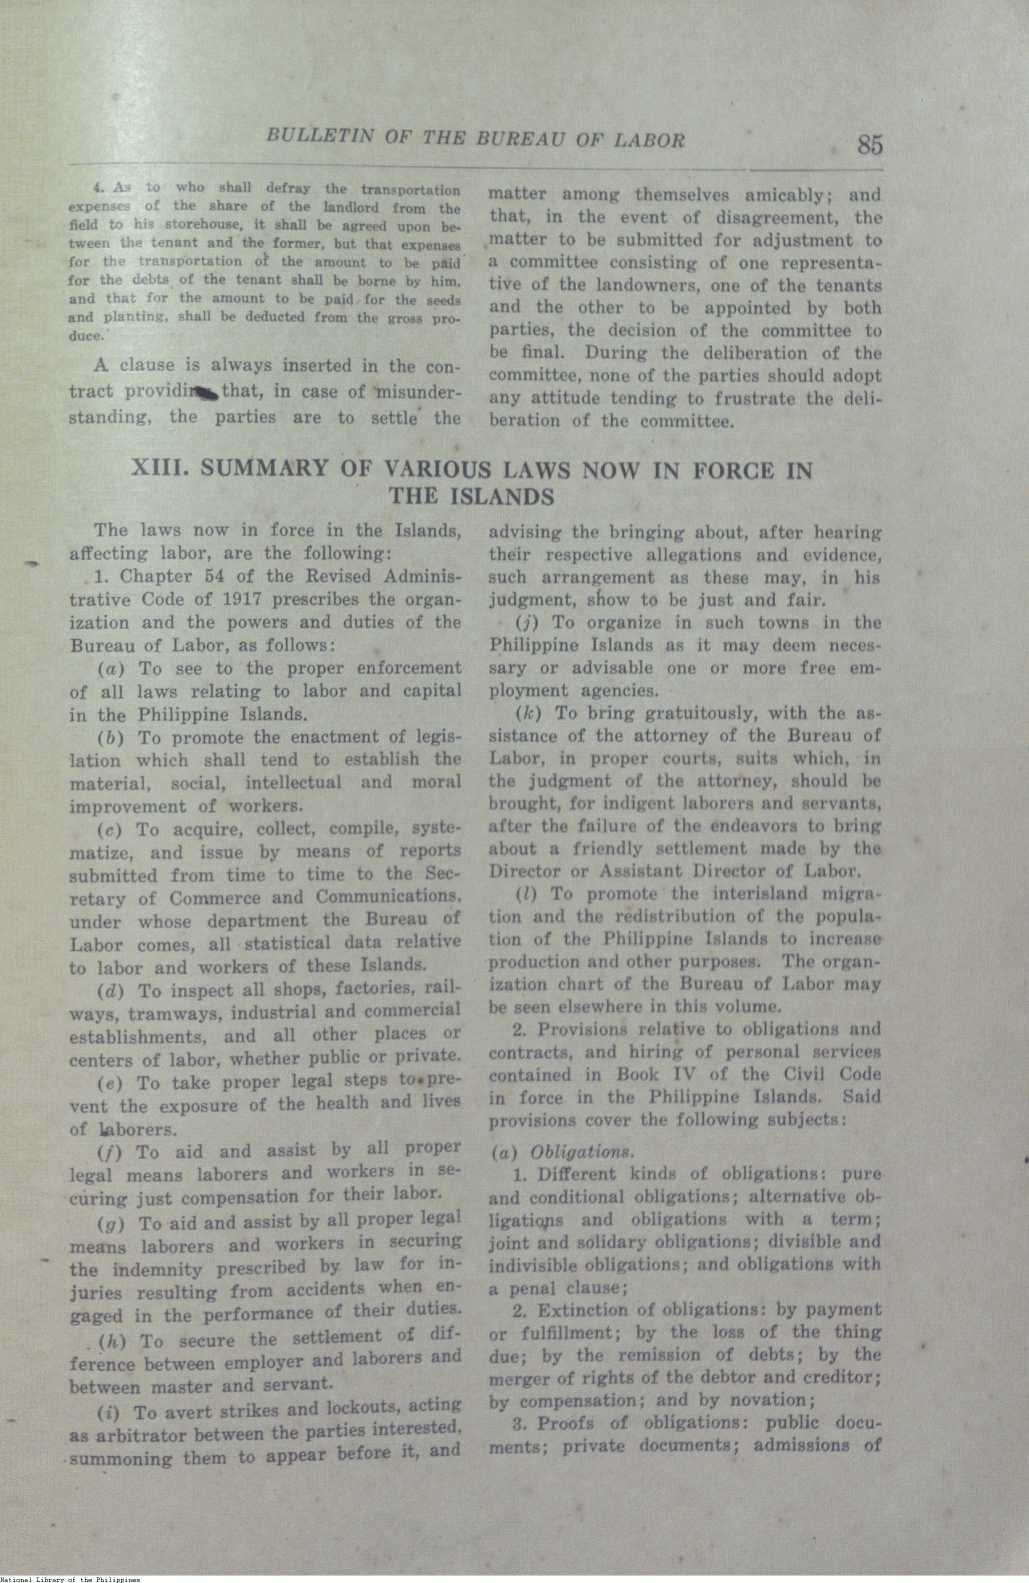 BULLETIN OF THE BUREAU OF LABOR 85
4. As to who shall defray the transportation
expenses of the share of the landlord from the
field to his storehouse, it shall be agreed upon be-
tween the tenant and the former, but that expenses
for the transportation of the amount to be paid
for the debts of the tenant shall be borne by him,
and that for the amount to be paid for the seeds
and planting, shall be deducted from the gross pro-
duce.
A clause is always inserted in the con-
tract providing that, in case of misunder-
standing, the parties are to settle the
matter among themselves amicably; and
that, in the event of disagreement, the
matter to be submitted for adjustment to
a committee consisting of one representa-
tive of the landowners, one of the tenants
and the other to be appointed by both
parties, the decision of the committee to
be final. During the deliberation of the
committee, none of the parties should adopt
any attitude tending to frustrate the deli-
beration of the committee.
XIII. SUMMARY OF VARIOUS LAWS NOW IN FORCE IN
THE ISLANDS
The laws now in force in the Islands,
affecting labor, are the following:
1. Chapter 54 of the Revised Adminis-
trative Code of 1917 prescribes the organ-
ization and the powers and duties of the
Bureau of Labor, as follows:
(a) To see to the proper enforcement
of all laws relating to labor and capital
in the Philippine Islands.
(b) To promote the enactment of legis-
lation which shall tend to establish the
material, social, intellectual and moral
improvement of workers.
(c) To acquire, collect, compile, syste-
matize, and issue by means of reports
submitted from time to time to the Sec-
retary of Commerce and Communications,
under whose department the Bureau of
Labor comes, all statistical data relative
to labor and workers of these Islands.
(d) To inspect all shops, factories, rail-
ways, tramways, industrial and commercial
establishments, and all other places or
centers of labor, whether public or private.
(e) To take proper legal steps to pre-
vent the exposure of the health and lives
of laborers.
(f) To aid and assist by all proper
legal means laborers and workers in se-
curing just compensation for their labor.
(g) To aid and assist by all proper legal
means laborers and workers in securing
the indemnity prescribed by law for in-
juries resulting from accidents when en-
gaged in the performance of their duties.
(h) To secure the settlement of dif-
ference between employer and laborers and
between master and servant.
(i) To avert strikes and lockouts, acting
as arbitrator between the parties interested,
summoning them to appear before it, and
advising the bringing about, after hearing
their respective allegations and evidence,
such arrangement as these may, in his
judgment, show to be just and fair.
(j) To organize in such towns in the
Philippine Islands as it may deem neces-
sary or advisable one or more free em-
ployment agencies.
(k) To bring gratuitously, with the as-
sistance of the attorney of the Bureau of
Labor, in proper courts, suits which, in
the judgment of the attorney, should be
brought, for indigent laborers and servants,
after the failure of the endeavors to bring
about a friendly settlement made by the
Director or Assistant Director of Labor.
(l) To promote the interisland migra-
tion and the redistribution of the popula-
tion of the Philippine Islands to increase
production and other purposes. The organ-
ization chart of the Bureau of Labor may
be seen elsewhere in this volume.
2. Provisions relative to obligations and
contracts, and hiring of personal services
contained in Book IV of the Civil Code
in force in the Philippine Islands. Said
provisions cover the following subjects:
(a) Obligations.
1. Different kinds of obligations: pure
and conditional obligations; alternative ob-
ligations and obligations with a term;
joint and solidary obligations; divisible and
indivisible obligations; and obligations with
a penal clause;
2. Extinction of obligations: by payment
or fulfillment; by the loss of the thing
due; by the remission of debts; by the
merger of rights of the debtor and creditor;
by compensation; and by novation;
3. Proofs of obligations: public docu-
ments; private documents; admissions of
National Library of the Philippines